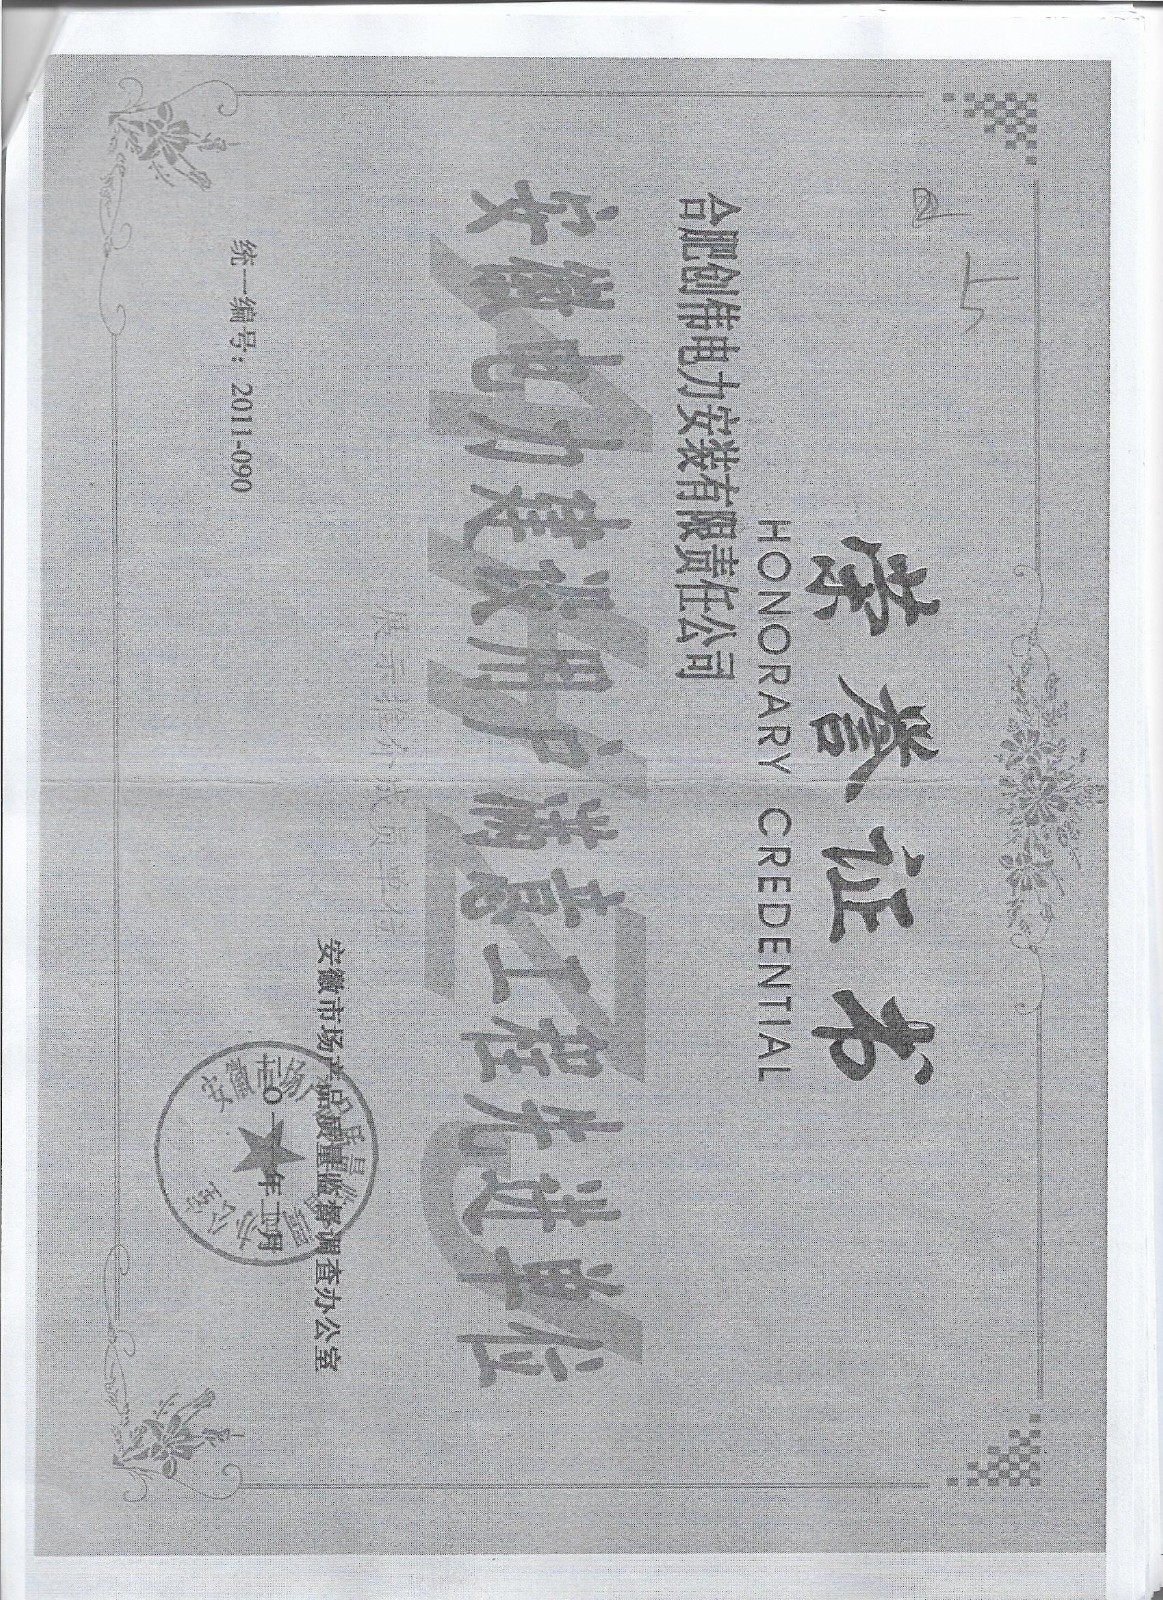 荣誉证书
HONORARY CREDENTIAL
合肥创伟电力安装有限责任公司
安徽电力建设用户满意工程先进单位
安徽市场产品质量监督调查办公室
统一编号：2011-090